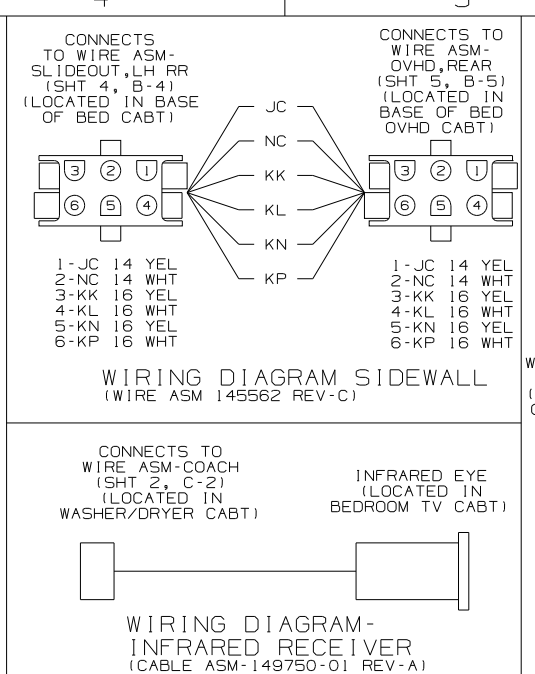 CONNECTS
TO WIRE ASM-
SLIDEOUT,LH RR
(SHT 4, B-4)
(LOCATED IN BASE
OF BED CABT)
CONNECTS TO
WIRE ASM-
OVHD,REAR
(SHT 5, B-5)
(LOCATED IN
BASE OF BED
OVHD CABT)
JC
NC
KK
KL
KN
KP
3 2 1
6 5 4
3 2 1
6 5 4
1-JC 14 YEL
2-NC 14 WHT
3-KK 16 YEL
4-KL 16 WHT
5-KN 16 YEL
6-KP 16 WHT
1-JC 14 YEL
2-NC 14 WHT
3-KK 16 YEL
4-KL 16 WHT
5-KN 16 YEL
6-KP 16 WHT
WIRING DIAGRAM SIDEWALL
(WIRE ASM 145562 REV-C)
CONNECTS TO
WIRE ASM-COACH
(SHT 2, C-2)
(LOCATED IN
WASHER/DRYER CABT)
INFRARED EYE
(LOCATED IN
BEDROOM TV CABT)
WIRING DIAGRAM-
INFRARED RECEIVER
(CABLE ASM-149750-01 REV-A)